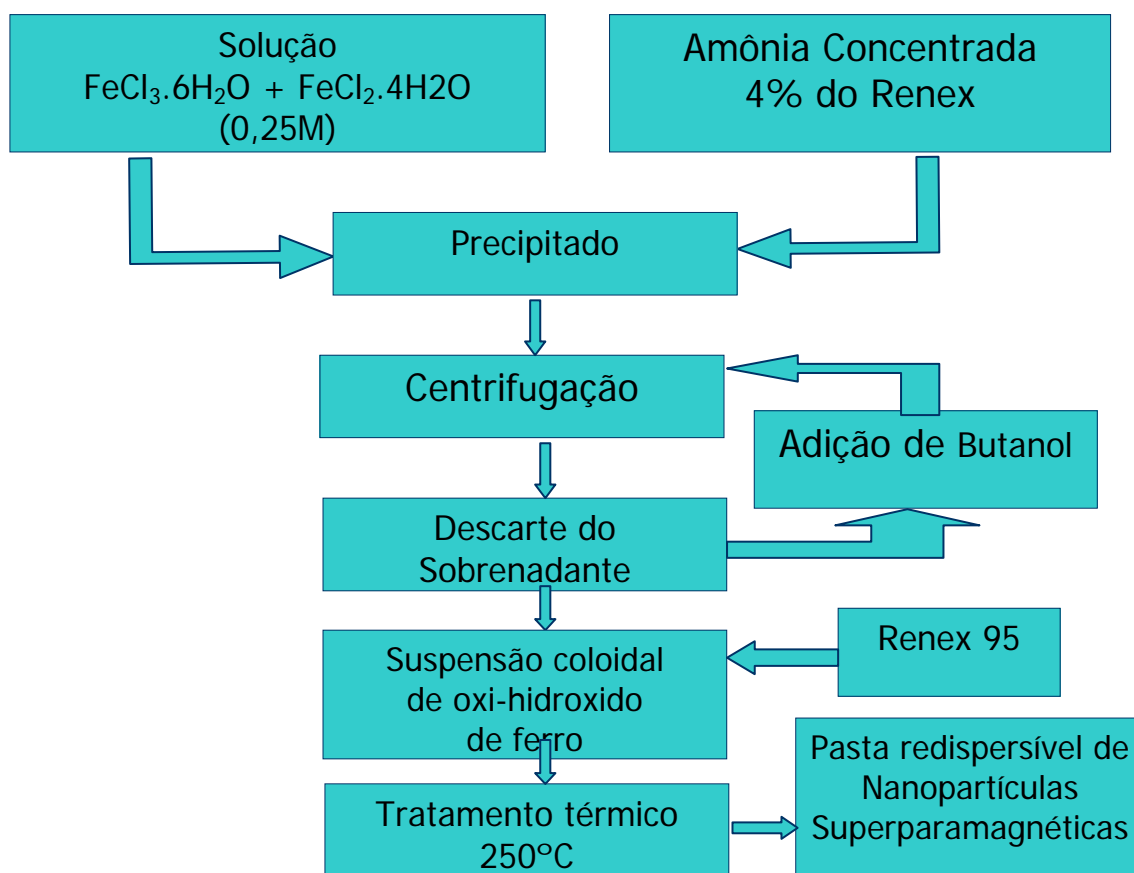 Solução
FeCl₃.6H₂O + FeCl₂.4H2O
(0,25M)
Amônia Concentrada
4% do Renex
Precipitado
Centrifugação
Adição de Butanol
Descarte do
Sobrenadante
Suspensão coloidal
de oxi-hidroxido
de ferro
Renex 95
Tratamento térmico
250ºC
Pasta redispersível de
Nanopartículas
Superparamagnéticas